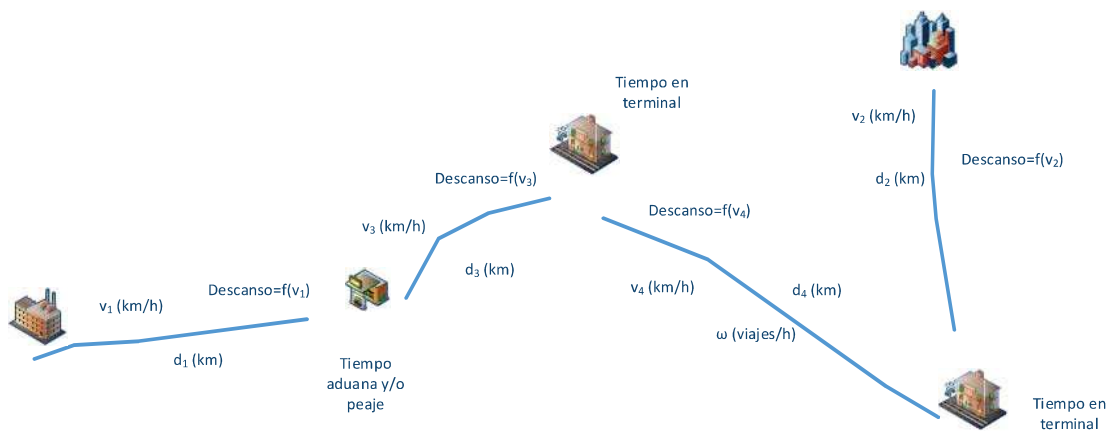 Tiempo en
terminal
v₂ (km/h)
Descanso=f(v₂)
d₂ (km)
Descanso=f(v₃)
v₃ (km/h)
d₃ (km)
Descanso=f(v₄)
v₄ (km/h)
d₄ (km)
ω (viajes/h)
v₁ (km/h)
Descanso=f(v₁)
d₁ (km)
Tiempo
aduana y/o
peaje
Tiempo en
terminal